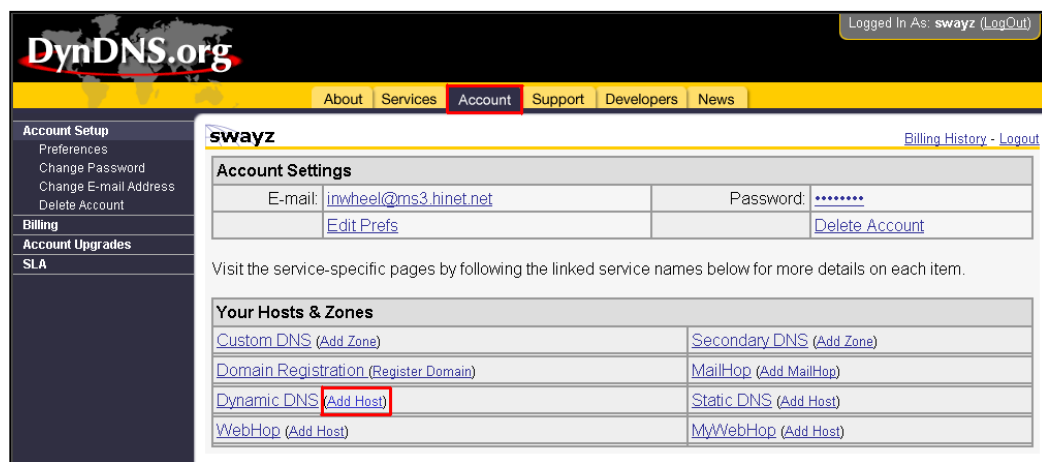 Logged In As: swayz (LogOut)
DynDNS.org
About Services Account Support Developers News
Account Setup
Preferences
Change Password
Change E-mail Address
Delete Account
Billing
Account Upgrades
SLA
swayz
Billing History - Logout
Account Settings
E-mail: inwheel@ms3.hinet.net Password: ••••••••
Edit Prefs Delete Account
Visit the service-specific pages by following the linked service names below for more details on each item.
Your Hosts & Zones
Custom DNS (Add Zone) Secondary DNS (Add Zone)
Domain Registration (Register Domain) MailHop (Add MailHop)
Dynamic DNS (Add Host) Static DNS (Add Host)
WebHop (Add Host) MyWebHop (Add Host)